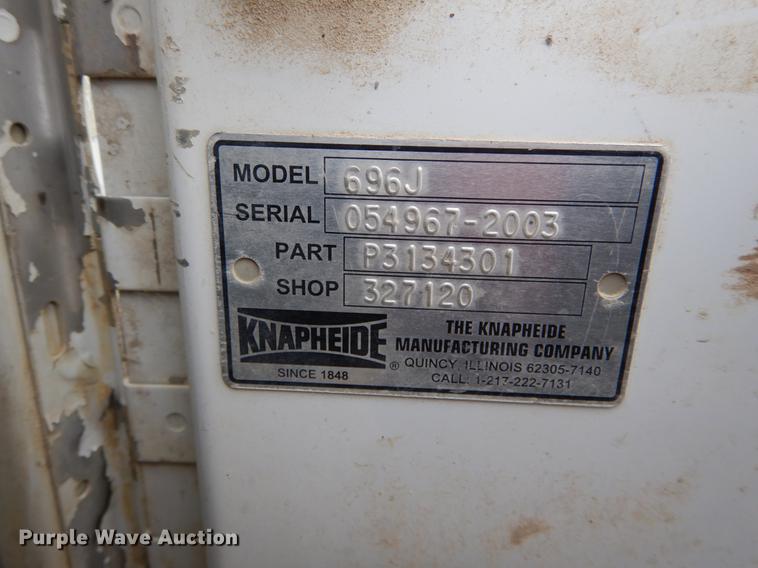 MODEL 696J
SERIAL 054967-2003
PART P3134301
SHOP 327120
KNAPHEIDE ®
SINCE 1848
THE KNAPHEIDE
MANUFACTURING COMPANY
QUINCY, ILLINOIS 62305-7140
CALL: 1-217-222-7131
Purple Wave Auction